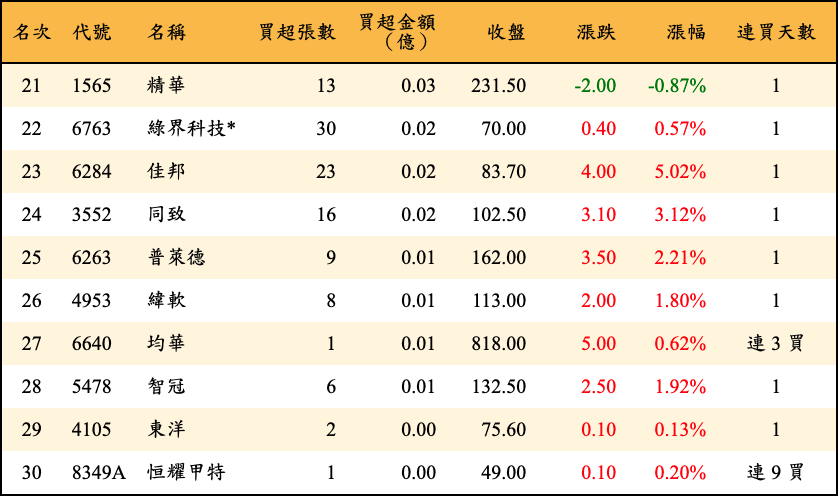 名次 代號 名稱 買超張數 買超金額（億） 收盤 漲跌 漲幅 連買天數
21 1565 精華 13 0.03 231.50 -2.00 -0.87% 1
22 6763 綠界科技* 30 0.02 70.00 0.40 0.57% 1
23 6284 佳邦 23 0.02 83.70 4.00 5.02% 1
24 3552 同致 16 0.02 102.50 3.10 3.12% 1
25 6263 普萊德 9 0.01 162.00 3.50 2.21% 1
26 4953 緯軟 8 0.01 113.00 2.00 1.80% 1
27 6640 均華 1 0.01 818.00 5.00 0.62% 連 3 買
28 5478 智冠 6 0.01 132.50 2.50 1.92% 1
29 4105 東洋 2 0.00 75.60 0.10 0.13% 1
30 8349A 恒耀甲特 1 0.00 49.00 0.10 0.20% 連 9 買